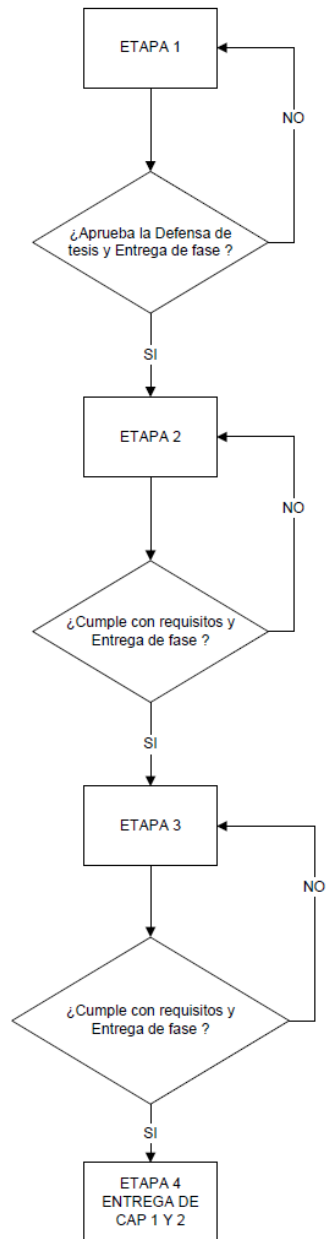 ETAPA 1
NO
¿Aprueba la Defensa de
tesis y Entrega de fase ?
SI
ETAPA 2
NO
¿Cumple con requisitos y
Entrega de fase ?
SI
ETAPA 3
NO
¿Cumple con requisitos y
Entrega de fase ?
SI
ETAPA 4
ENTREGA DE
CAP 1 Y 2